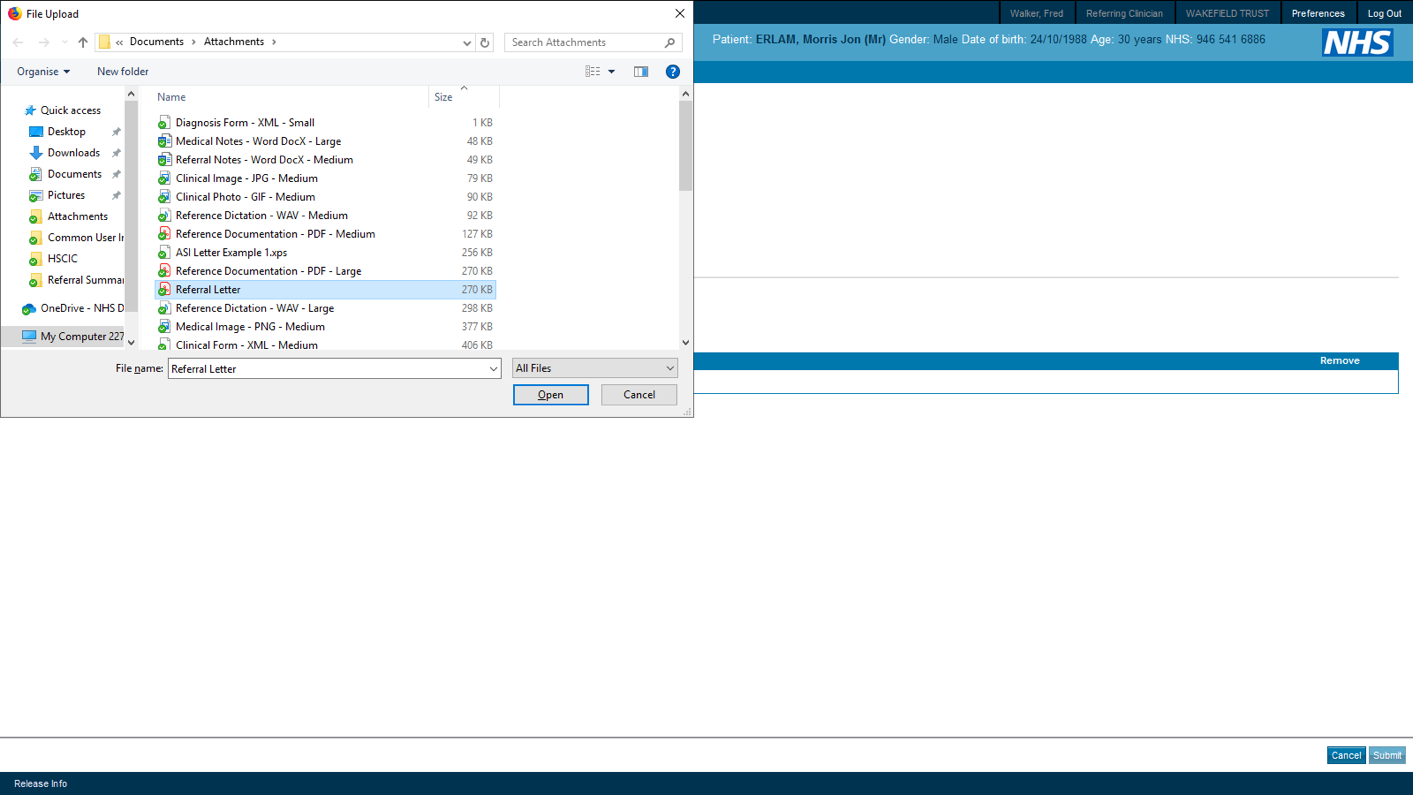 File Upload
Walker, Fred
Referring Clinician
WAKEFIELD TRUST
Preferences
Log Out
« Documents > Attachments >
Search Attachments
Patient: ERLAM, Morris Jon (Mr) Gender: Male Date of birth: 24/10/1988 Age: 30 years NHS: 946 541 6886
NHS
Organise
New folder
Quick access
Desktop
Downloads
Documents
Pictures
Attachments
Common User Ir
HSCIC
Referral Summar
OneDrive - NHS D
My Computer 227
Name Size
Diagnosis Form - XML - Small 1 KB
Medical Notes - Word DocX - Large 48 KB
Referral Notes - Word DocX - Medium 49 KB
Clinical Image - JPG - Medium 79 KB
Clinical Photo - GIF - Medium 90 KB
Reference Dictation - WAV - Medium 92 KB
Reference Documentation - PDF - Medium 127 KB
ASI Letter Example 1.xps 256 KB
Reference Documentation - PDF - Large 270 KB
Referral Letter 270 KB
Reference Dictation - WAV - Large 298 KB
Medical Image - PNG - Medium 377 KB
Clinical Form - XML - Medium 406 KB
File name: Referral Letter
All Files
Open
Cancel
Remove
Cancel
Submit
Release Info